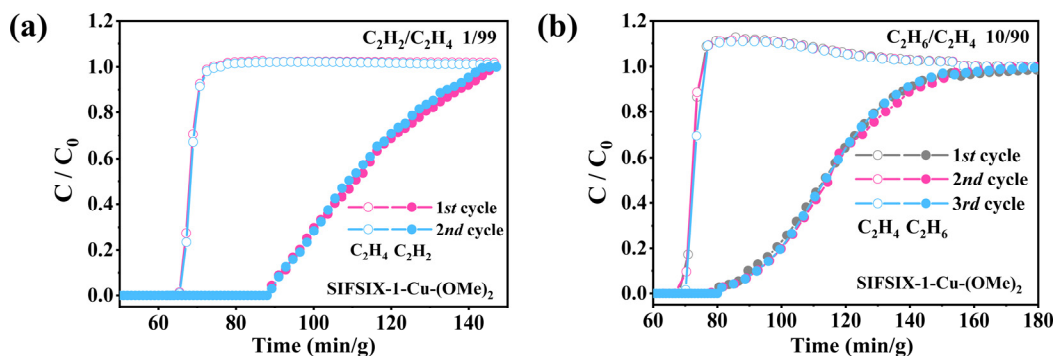 (a)
C₂H₂/C₂H₄ 1/99
1.2
1.0
0.8
0.6
0.4
0.2
0.0
C / C₀
1st cycle
2nd cycle
C₂H₄ C₂H₂
SIFSIX-1-Cu-(OMe)₂
60 80 100 120 140
Time (min/g)
(b)
C₂H₆/C₂H₄ 10/90
1.2
1.0
0.8
0.6
0.4
0.2
0.0
C / C₀
1st cycle
2nd cycle
3rd cycle
C₂H₄ C₂H₆
SIFSIX-1-Cu-(OMe)₂
60 80 100 120 140 160 180
Time (min/g)